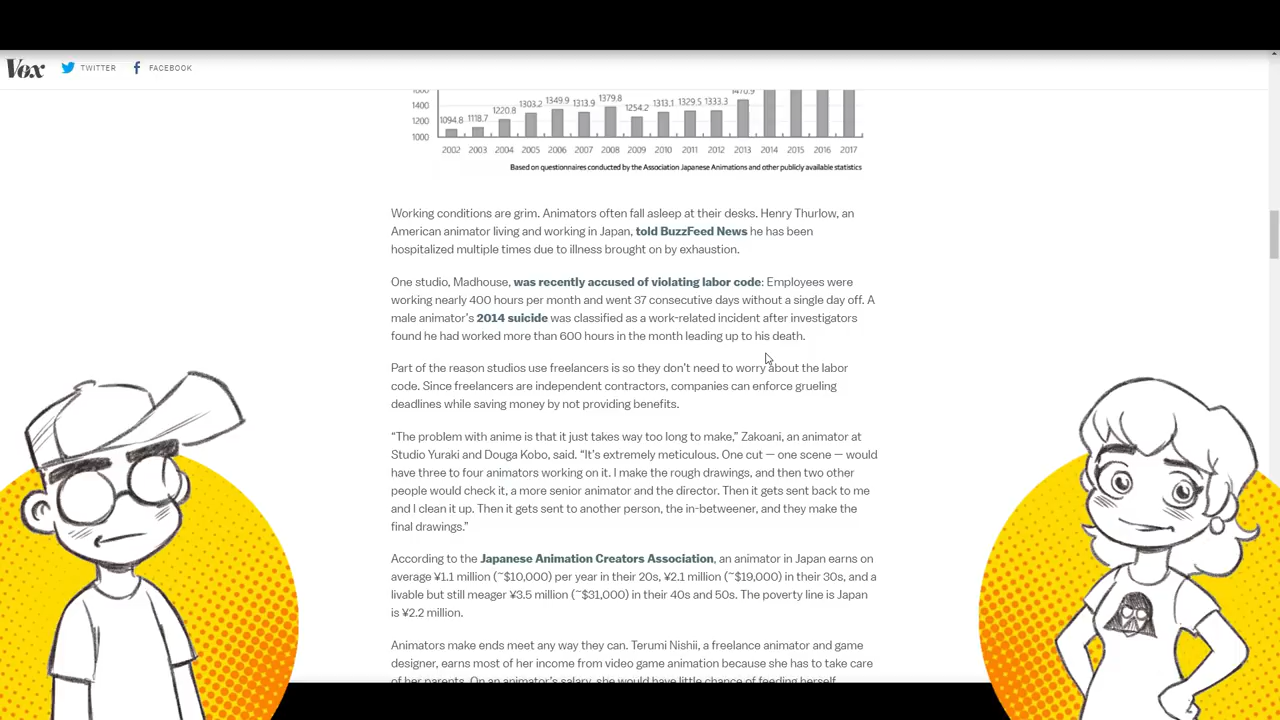 Vox
TWITTER
FACEBOOK
1400
1200
1000
1094.8 1118.7 1220.8 1303.2 1349.9 1313.9 1379.8 1254.2 1313.1 1329.5 1333.3
2002 2003 2004 2005 2006 2007 2008 2009 2010 2011 2012 2013 2014 2015 2016 2017
Based on questionnaires conducted by the Association Japanese Animations and other publicly available statistics
Working conditions are grim. Animators often fall asleep at their desks. Henry Thurlow, an
American animator living and working in Japan, told BuzzFeed News he has been
hospitalized multiple times due to illness brought on by exhaustion.
One studio, Madhouse, was recently accused of violating labor code: Employees were
working nearly 400 hours per month and went 37 consecutive days without a single day off. A
male animator’s 2014 suicide was classified as a work-related incident after investigators
found he had worked more than 600 hours in the month leading up to his death.
Part of the reason studios use freelancers is so they don’t need to worry about the labor
code. Since freelancers are independent contractors, companies can enforce grueling
deadlines while saving money by not providing benefits.
“The problem with anime is that it just takes way too long to make,” Zakoani, an animator at
Studio Yuraki and Douga Kobo, said. “It’s extremely meticulous. One cut — one scene — would
have three to four animators working on it. I make the rough drawings, and then two other
people would check it, a more senior animator and the director. Then it gets sent back to me
and I clean it up. Then it gets sent to another person, the in-betweener, and they make the
final drawings.”
According to the Japanese Animation Creators Association, an animator in Japan earns on
average ¥1.1 million (~$10,000) per year in their 20s, ¥2.1 million (~$19,000) in their 30s, and a
livable but still meager ¥3.5 million (~$31,000) in their 40s and 50s. The poverty line is Japan
is ¥2.2 million.
Animators make ends meet any way they can. Terumi Nishii, a freelance animator and game
designer, earns most of her income from video game animation because she has to take care
of her parents. On an animator’s salary, she would have little chance of feeding herself